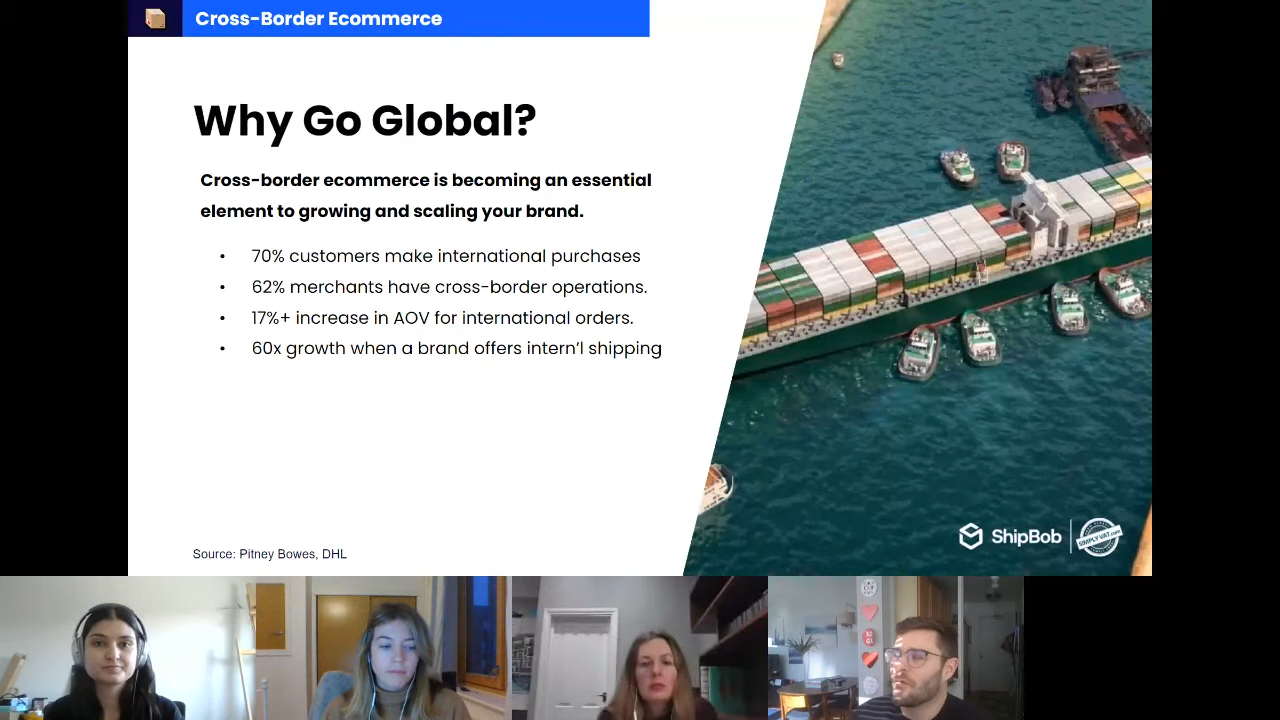 Cross-Border Ecommerce
Why Go Global?
Cross-border ecommerce is becoming an essential
element to growing and scaling your brand.
• 70% customers make international purchases
• 62% merchants have cross-border operations.
• 17%+ increase in AOV for international orders.
• 60x growth when a brand offers intern’l shipping
ShipBob
SIMPLY VAT.com
Source: Pitney Bowes, DHL